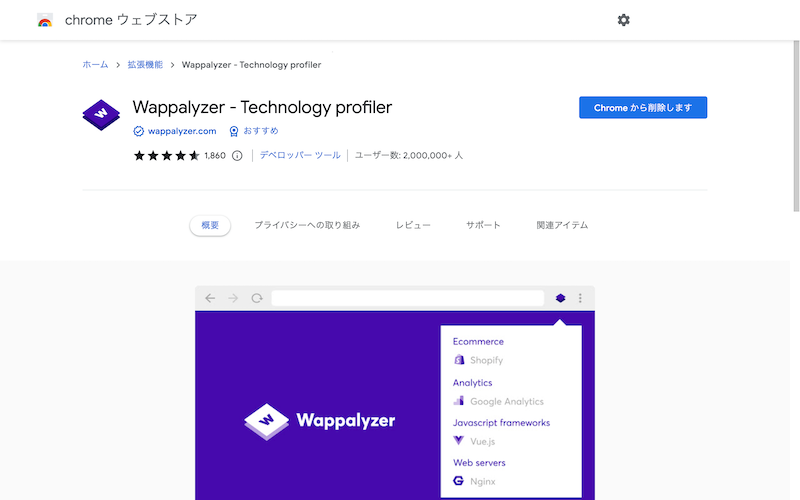 chrome ウェブストア
ホーム > 拡張機能 > Wappalyzer - Technology profiler
W
Wappalyzer - Technology profiler
Chrome から削除します
wappalyzer.com おすすめ
1,860 デベロッパー ツール ユーザー数: 2,000,000+ 人
概要 プライバシーへの取り組み レビュー サポート 関連アイテム
Ecommerce
Shopify
Analytics
Google Analytics
W Wappalyzer
Javascript frameworks
Vue.js
Web servers
Nginx